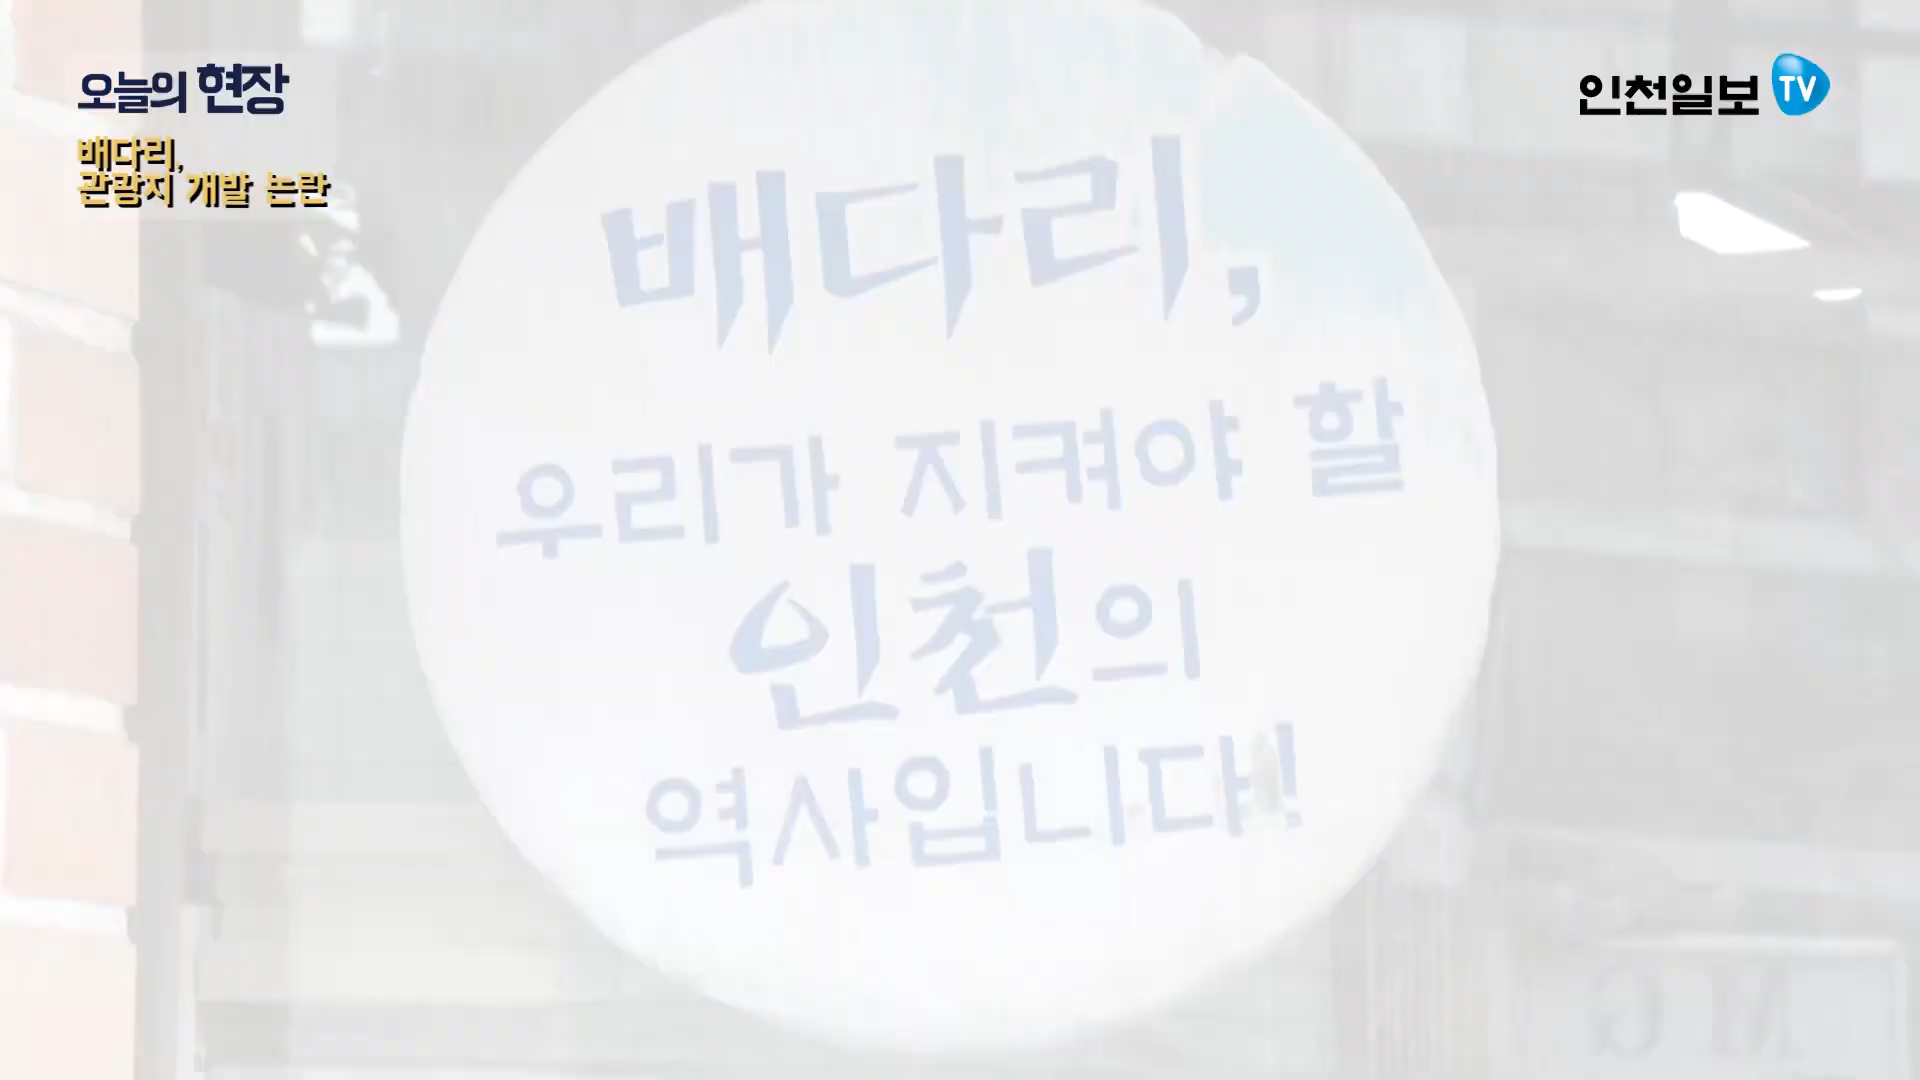 오늘의 현장
배다리,
관광지 개발 논란
인천일보 TV
배다리,
우리가 지켜야 할
인천의
역사입니다!